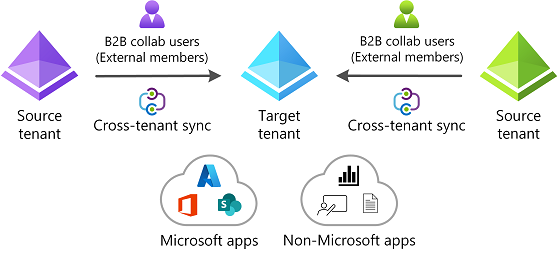 B2B collab users
(External members)
B2B collab users
(External members)
Source
tenant
Cross-tenant sync
Target
tenant
Cross-tenant sync
Source
tenant
Microsoft apps
Non-Microsoft apps